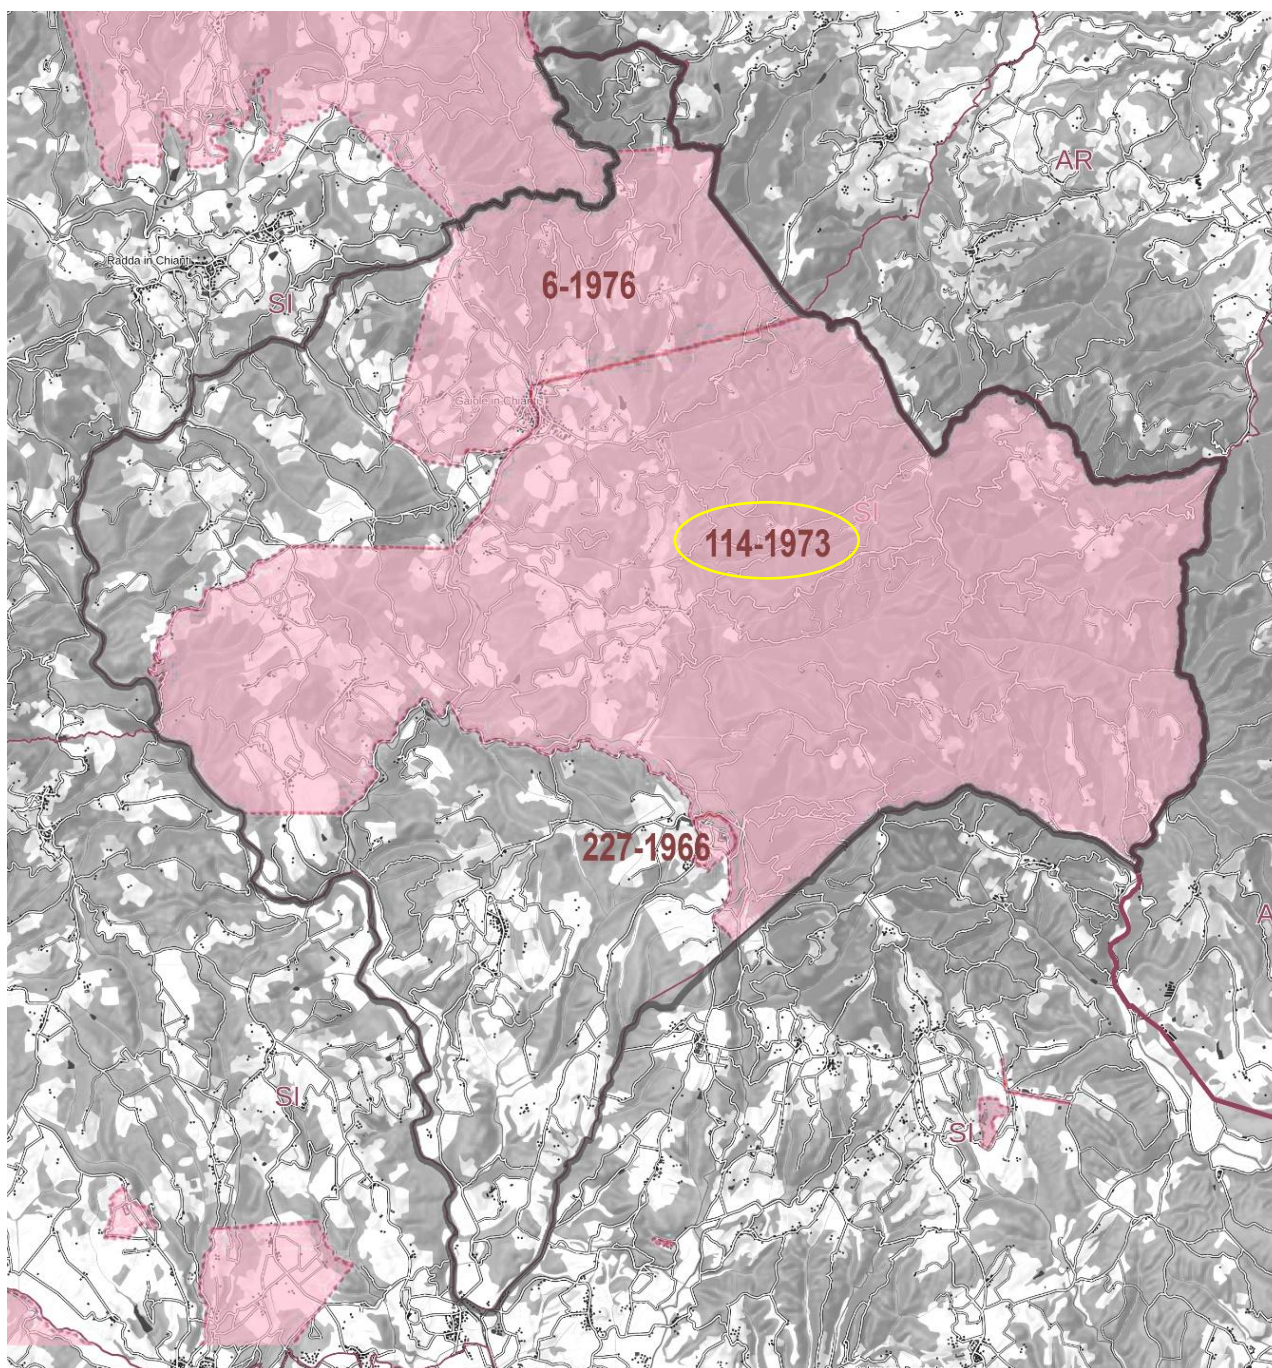 AR
Radda in Chianti
6-1976
SI
Gaiole in Chianti
SI
114-1973
227-1966
A
SI
SI